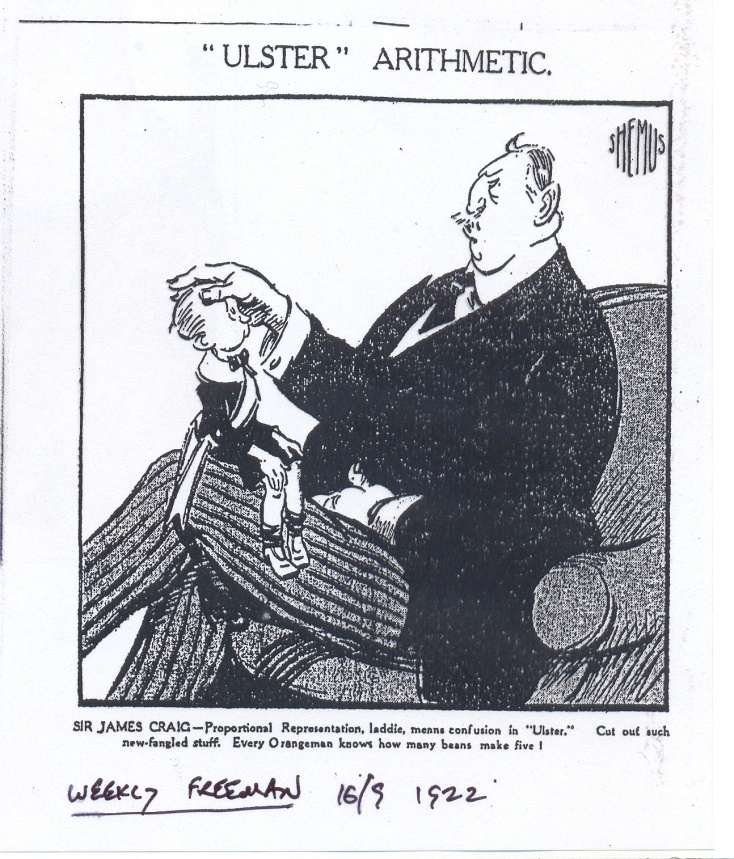 "ULSTER" ARITHMETIC.
SHEMUS
SIR JAMES CRAIG—Proportional Representation, laddie, means confusion in "Ulster." Cut out such
new-fangled stuff. Every Orangeman knows how many beans make five !
WEEKLY FREEMAN 16/9 1922